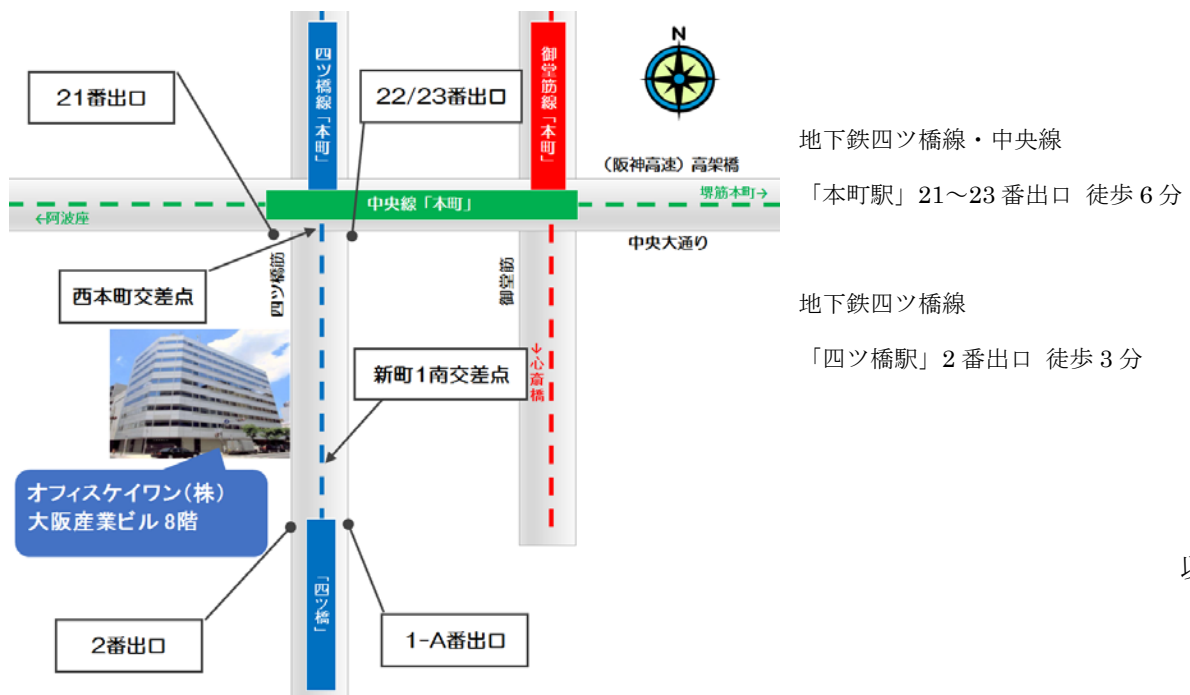 N
四ツ橋線「本町」
御堂筋線「本町」
21番出口
22/23番出口
(阪神高速)高架橋
堺筋本町→
中央線「本町」
←阿波座
中央大通り
四ツ橋筋
御堂筋
西本町交差点
新町1南交差点
↓心斎橋
オフィスケイワン(株)
大阪産業ビル 8階
「四ツ橋」
2番出口
1-A番出口
地下鉄四ツ橋線・中央線
「本町駅」21～23 番出口 徒歩 6 分
地下鉄四ツ橋線
「四ツ橋駅」2 番出口 徒歩 3 分